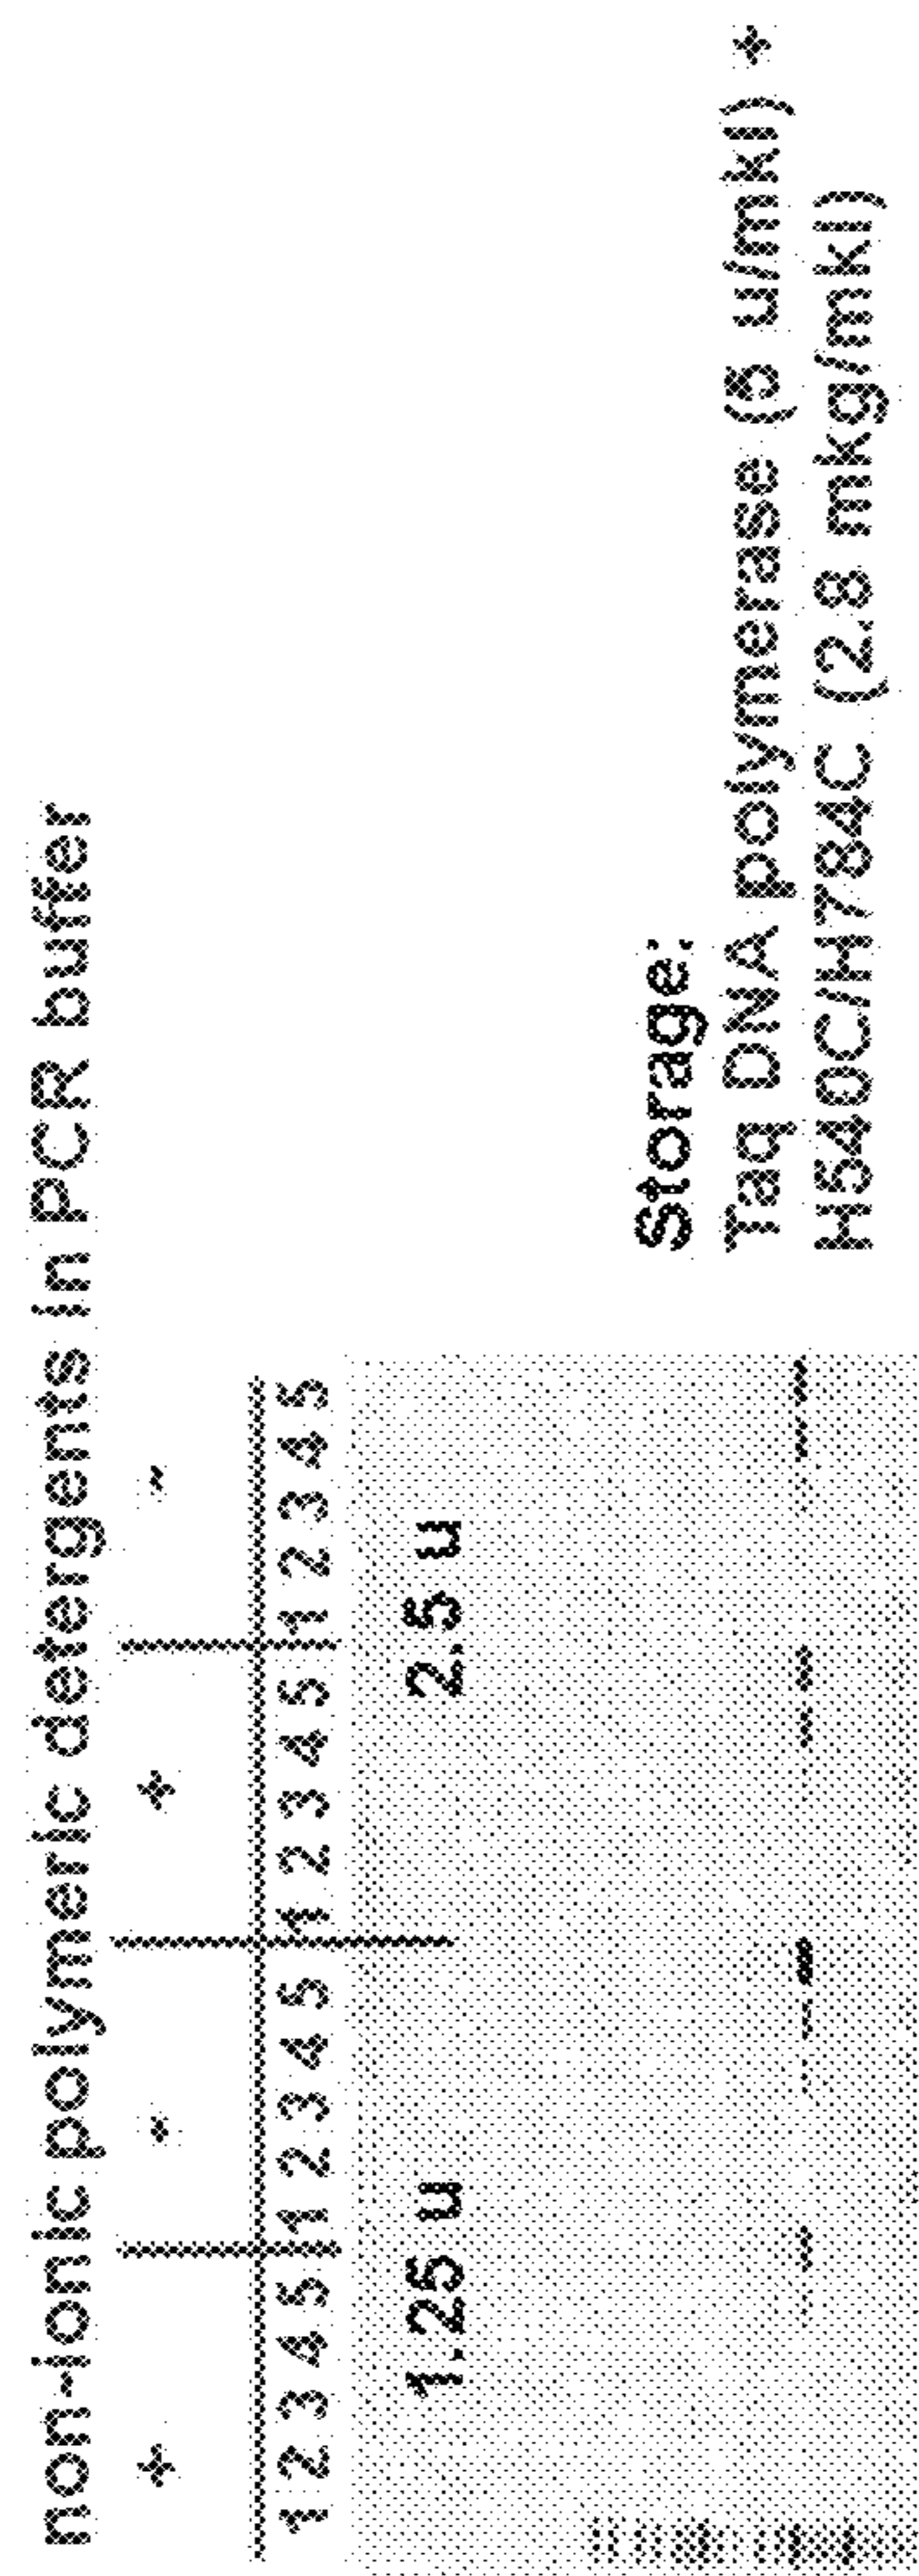 non-ionic polymeric detergents in PCR buffer
+ - + -
1 2 3 4 5 1 2 3 4 5 1 2 3 4 5 1 2 3 4 5
1.25 u 2.5 u
Storage:
Taq DNA polymerase (5 u/mkl) +
H540C/H784C (2.8 mkg/mkl)